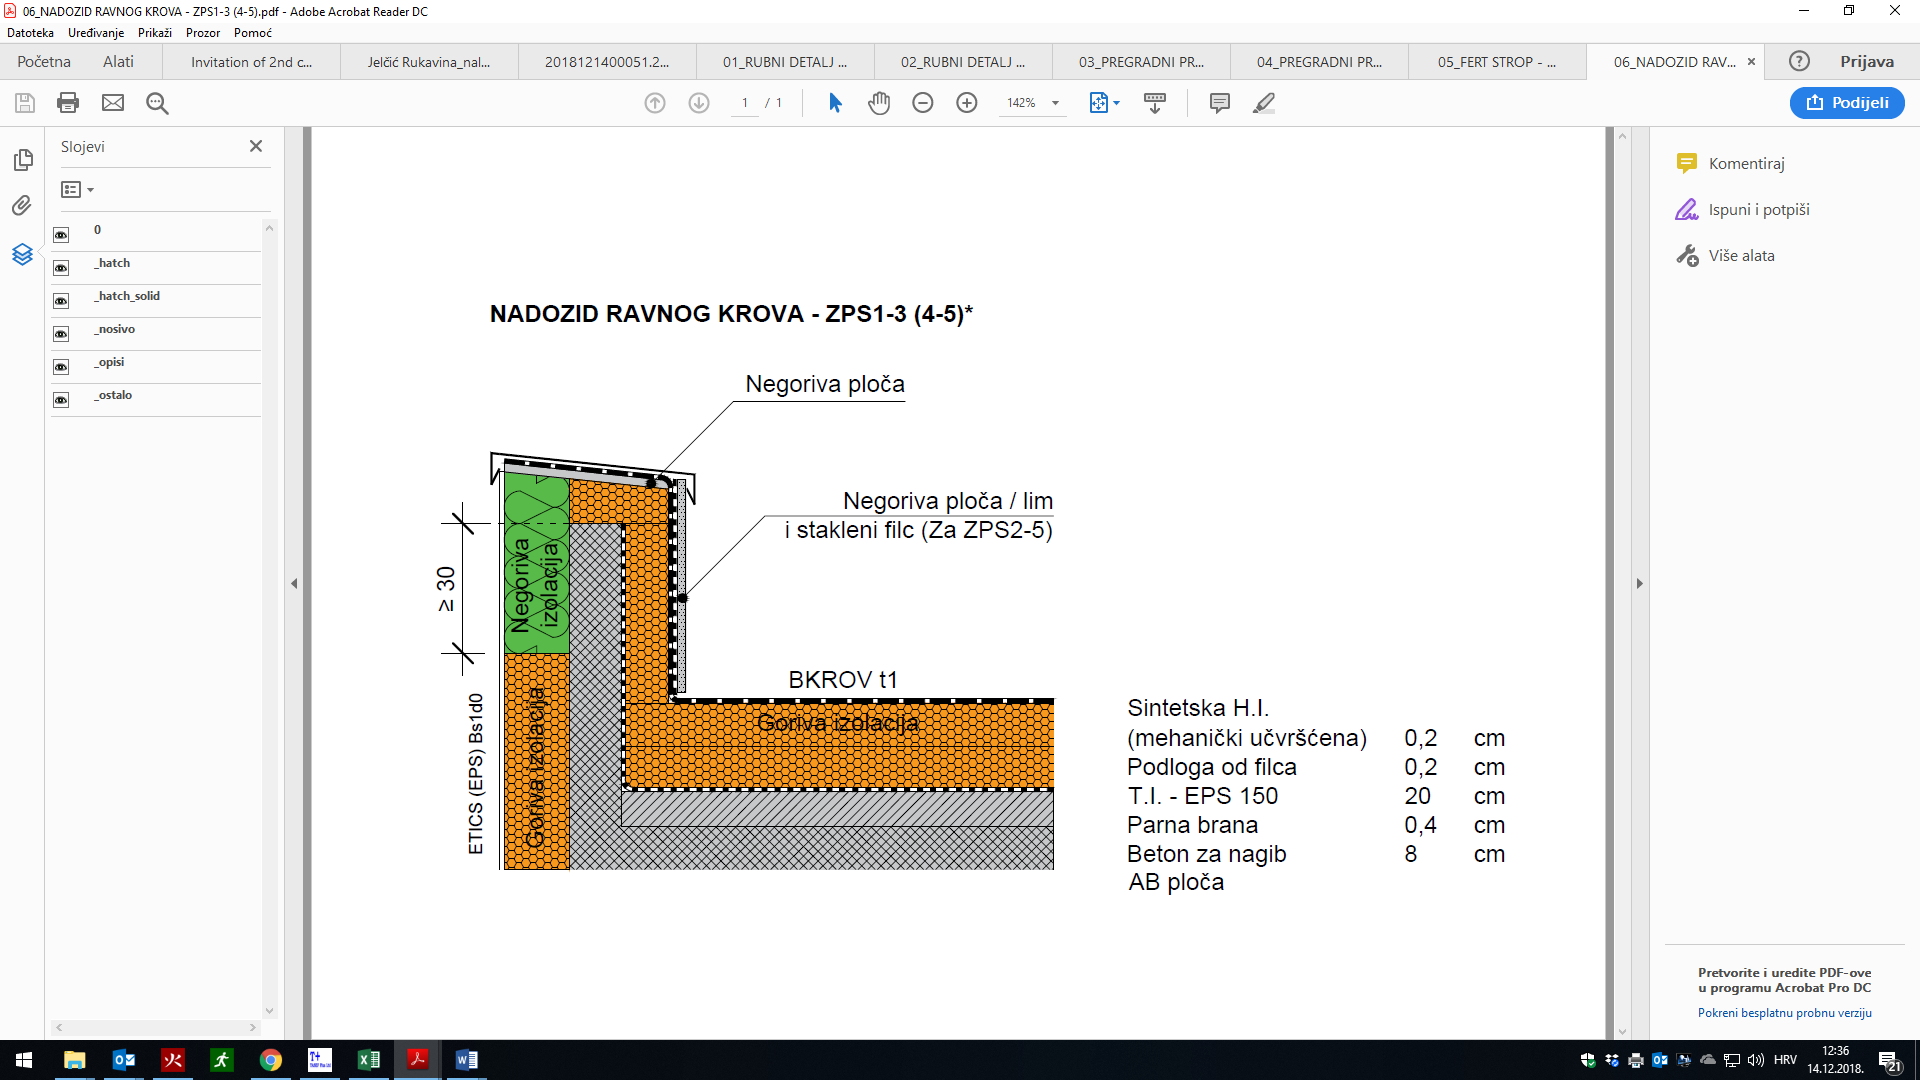 06_NADOZID RAVNOG KROVA - ZPS1-3 (4-5).pdf - Adobe Acrobat Reader DC
Datoteka Uređivanje Prikaži Prozor Pomoć
Početna Alati Invitation of 2nd c... Jelčić Rukavina_nal... 2018121400051.2... 01_RUBNI DETALJ ... 02_RUBNI DETALJ ... 03_PREGRADNI PR... 04_PREGRADNI PR... 05_FERT STROP - ... 06_NADOZID RAV... Prijava
1 / 1 142% Podijeli
Slojevi
0
_hatch
_hatch_solid
_nosivo
_opisi
_ostalo
NADOZID RAVNOG KROVA - ZPS1-3 (4-5)*
Negoriva ploča
Negoriva ploča / lim
i stakleni filc (Za ZPS2-5)
≥ 30
Negoriva
izolacija
BKROV t1
Goriva izolacija
ETICS (EPS) Bs1d0
Goriva izolacija
Sintetska H.I.
(mehanički učvršćena) 0,2 cm
Podloga od filca 0,2 cm
T.I. - EPS 150 20 cm
Parna brana 0,4 cm
Beton za nagib 8 cm
AB ploča
Komentiraj
Ispuni i potpiši
Više alata
Pretvorite i uredite PDF-ove
u programu Acrobat Pro DC
Pokreni besplatnu probnu verziju
HRV
12:36
14.12.2018.
21